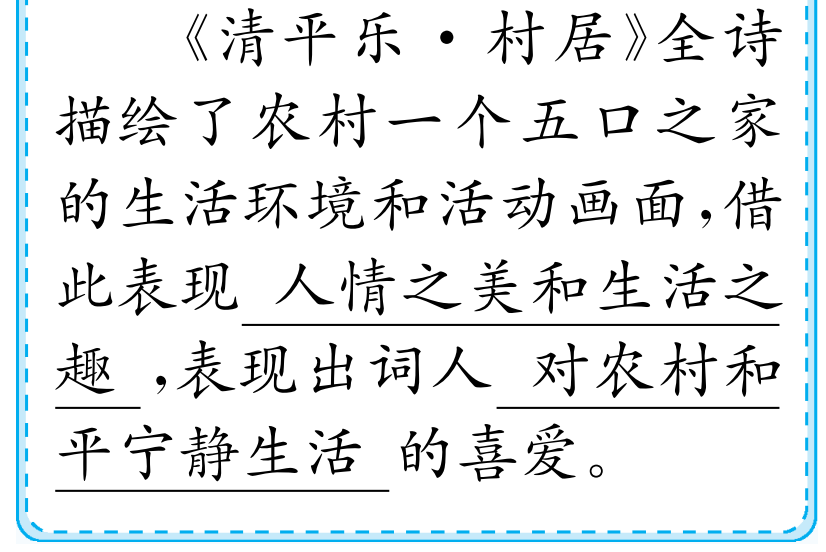 《清平乐·村居》全诗
描绘了农村一个五口之家
的生活环境和活动画面,借
此表现 人情之美和生活之
趣 ,表现出词人 对农村和
平宁静生活 的喜爱。